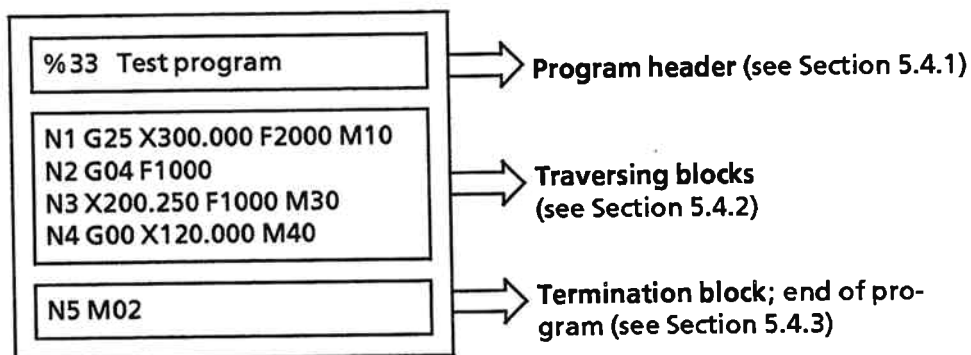 %33 Test program
Program header (see Section 5.4.1)
N1 G25 X300.000 F2000 M10
N2 G04 F1000
N3 X200.250 F1000 M30
N4 G00 X120.000 M40
Traversing blocks
(see Section 5.4.2)
N5 M02
Termination block; end of pro-
gram (see Section 5.4.3)